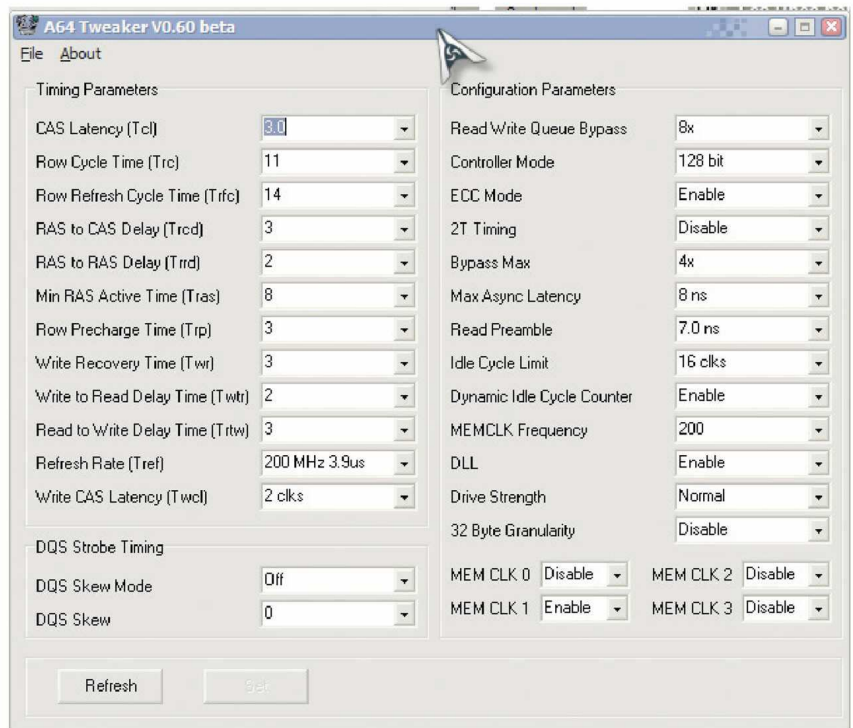 A64 Tweaker V0.60 beta
File About
Timing Parameters
CAS Latency (Tcl) 3.0
Row Cycle Time (Trc) 11
Row Refresh Cycle Time (Trfc) 14
RAS to CAS Delay (Trcd) 3
RAS to RAS Delay (Trrd) 2
Min RAS Active Time (Tras) 8
Row Precharge Time (Trp) 3
Write Recovery Time (Twr) 3
Write to Read Delay Time (Twtr) 2
Read to Write Delay Time (Trtw) 3
Refresh Rate (Tref) 200 MHz 3.9us
Write CAS Latency (Twcl) 2 clks
DQS Strobe Timing
DQS Skew Mode Off
DQS Skew 0
Configuration Parameters
Read Write Queue Bypass 8x
Controller Mode 128 bit
ECC Mode Enable
2T Timing Disable
Bypass Max 4x
Max Async Latency 8 ns
Read Preamble 7.0 ns
Idle Cycle Limit 16 clks
Dynamic Idle Cycle Counter Enable
MEMCLK Frequency 200
DLL Enable
Drive Strength Normal
32 Byte Granularity Disable
MEM CLK 0 Disable MEM CLK 2 Disable
MEM CLK 1 Enable MEM CLK 3 Disable
Refresh Set